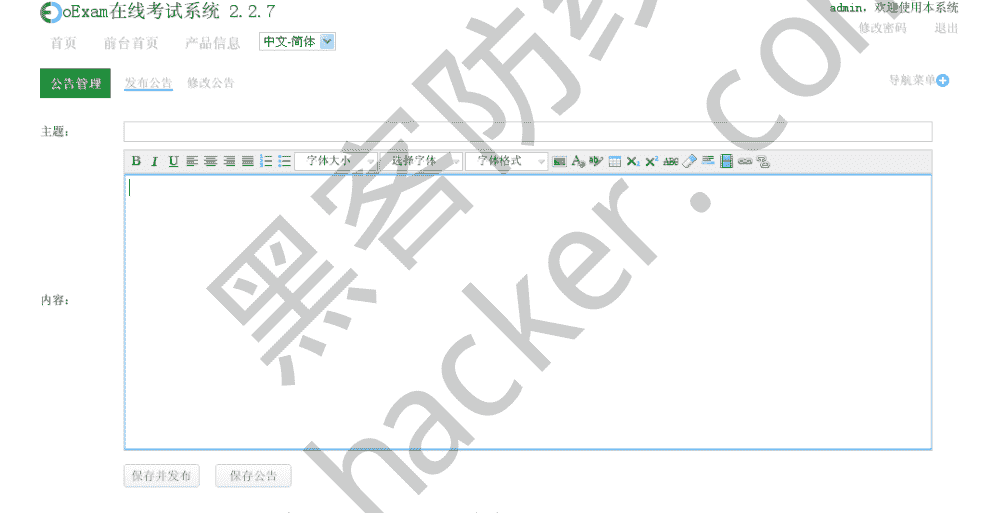 oExam在线考试系统 2.2.7
admin，欢迎使用本系统
修改密码 退出
首页 前台首页 产品信息 中文-简体
公告管理 发布公告 修改公告 导航菜单
主题：
B I U 字体大小 选择字体 字体格式 X₂ X² ABC
内容：
保存并发布 保存公告
黑客防线
hacker.com